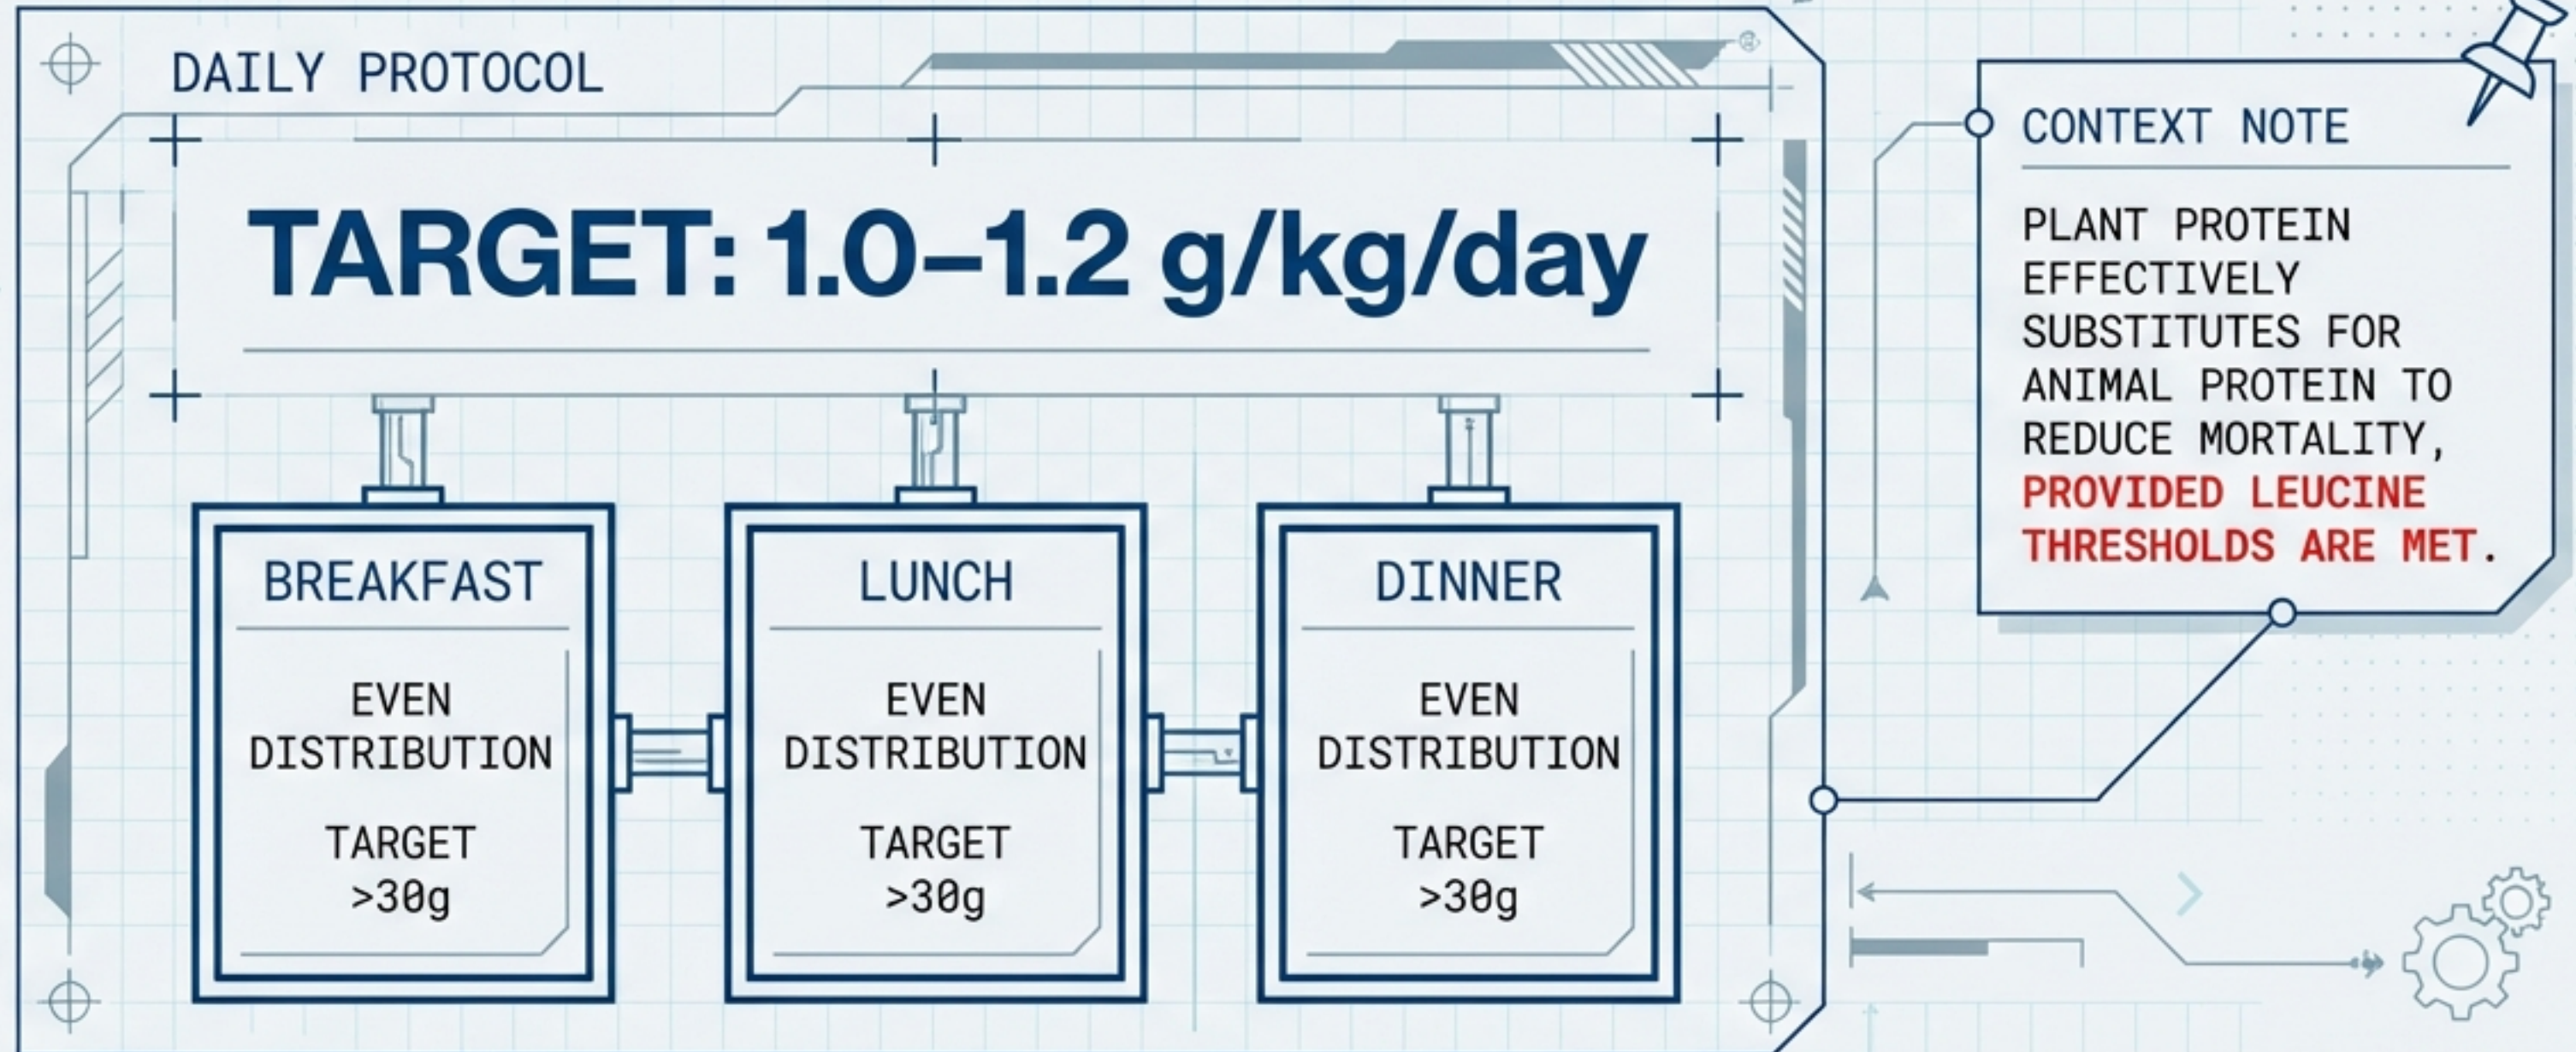 DAILY PROTOCOL
TARGET: 1.0–1.2 g/kg/day
BREAKFAST
EVEN
DISTRIBUTION
TARGET
>30g
LUNCH
EVEN
DISTRIBUTION
TARGET
>30g
DINNER
EVEN
DISTRIBUTION
TARGET
>30g
CONTEXT NOTE
PLANT PROTEIN
EFFECTIVELY
SUBSTITUTES FOR
ANIMAL PROTEIN TO
REDUCE MORTALITY,
PROVIDED LEUCINE
THRESHOLDS ARE MET.